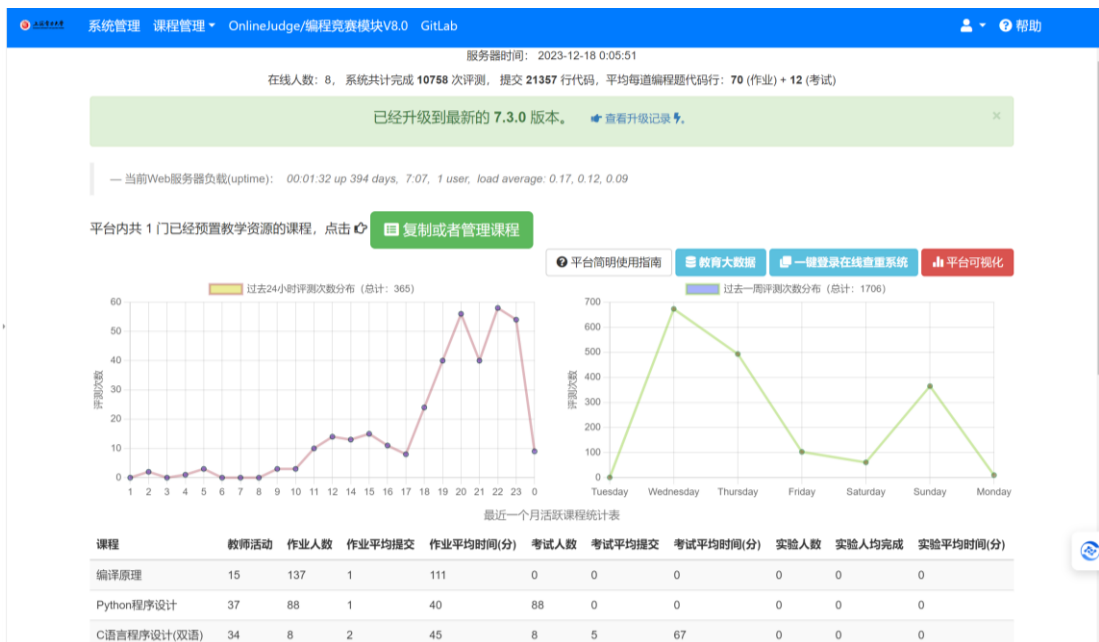 系统管理 课程管理 OnlineJudge/编程竞赛模块V8.0 GitLab 帮助
服务器时间： 2023-12-18 0:05:51
在线人数：8， 系统共计完成 10758 次评测， 提交 21357 行代码，平均每道编程题代码行：70 (作业) + 12 (考试)
已经升级到最新的 7.3.0 版本。 查看升级记录 。 ×
— 当前Web服务器负载(uptime)： 00:01:32 up 394 days, 7:07, 1 user, load average: 0.17, 0.12, 0.09
平台内共 1 门已经预置教学资源的课程，点击 复制或者管理课程
平台简明使用指南 教育大数据 一键登录在线查重系统 平台可视化
过去24小时评测次数分布（总计：365）
评测次数
60
50
40
30
20
10
0
1 2 3 4 5 6 7 8 9 10 11 12 14 15 16 17 18 19 20 21 22 23 0
过去一周评测次数分布（总计：1706）
评测次数
700
600
500
400
300
200
100
0
Tuesday Wednesday Thursday Friday Saturday Sunday Monday
最近一个月活跃课程统计表
课程 教师活动 作业人数 作业平均提交 作业平均时间(分) 考试人数 考试平均提交 考试平均时间(分) 实验人数 实验人均完成 实验平均时间(分)
编译原理 15 137 1 111 0 0 0 0 0 0
Python程序设计 37 88 1 40 88 0 0 0 0 0
C语言程序设计(双语) 34 8 2 45 8 5 67 0 0 0